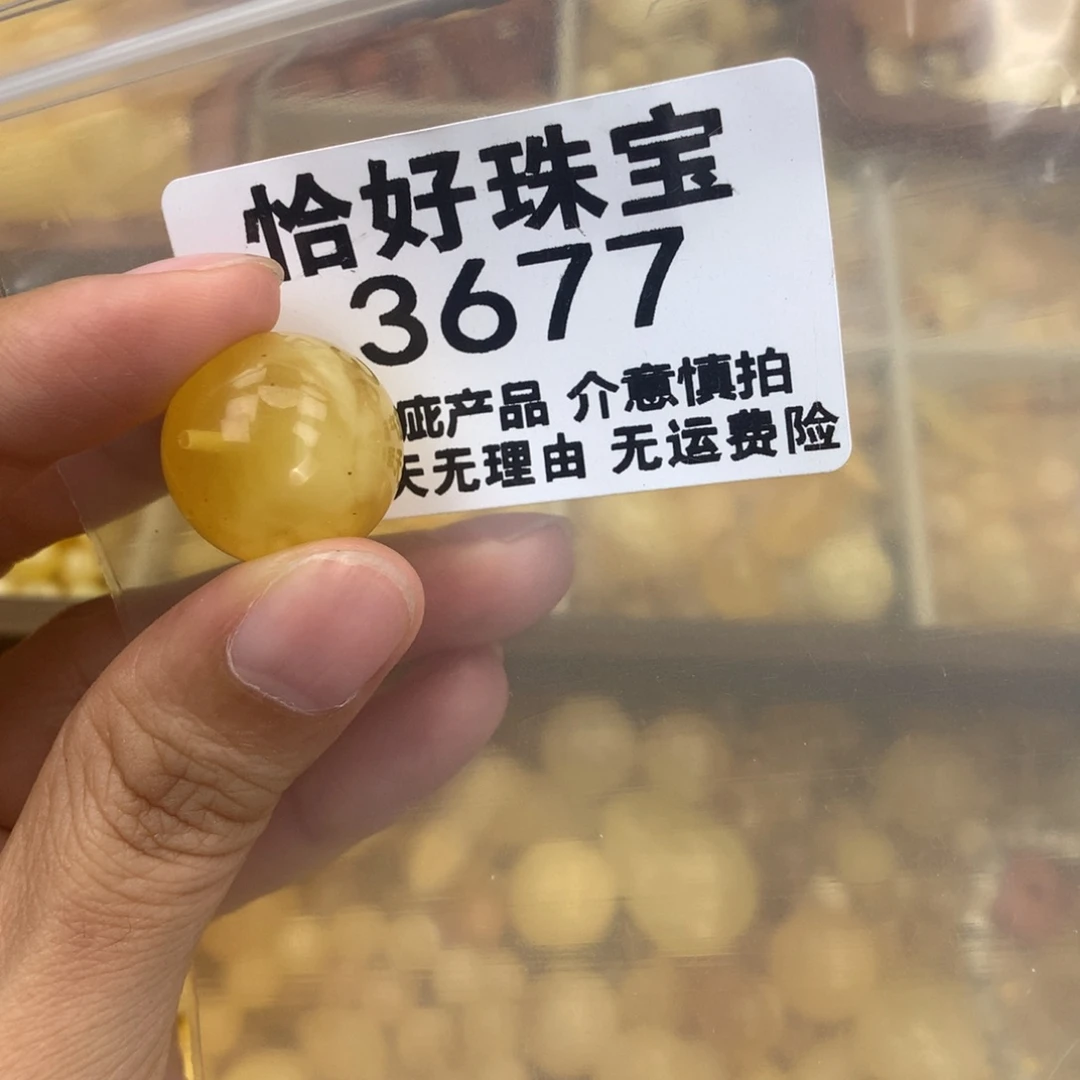 恰好珠宝
3677
疵产品 介意慎拍
天无理由 无运费险